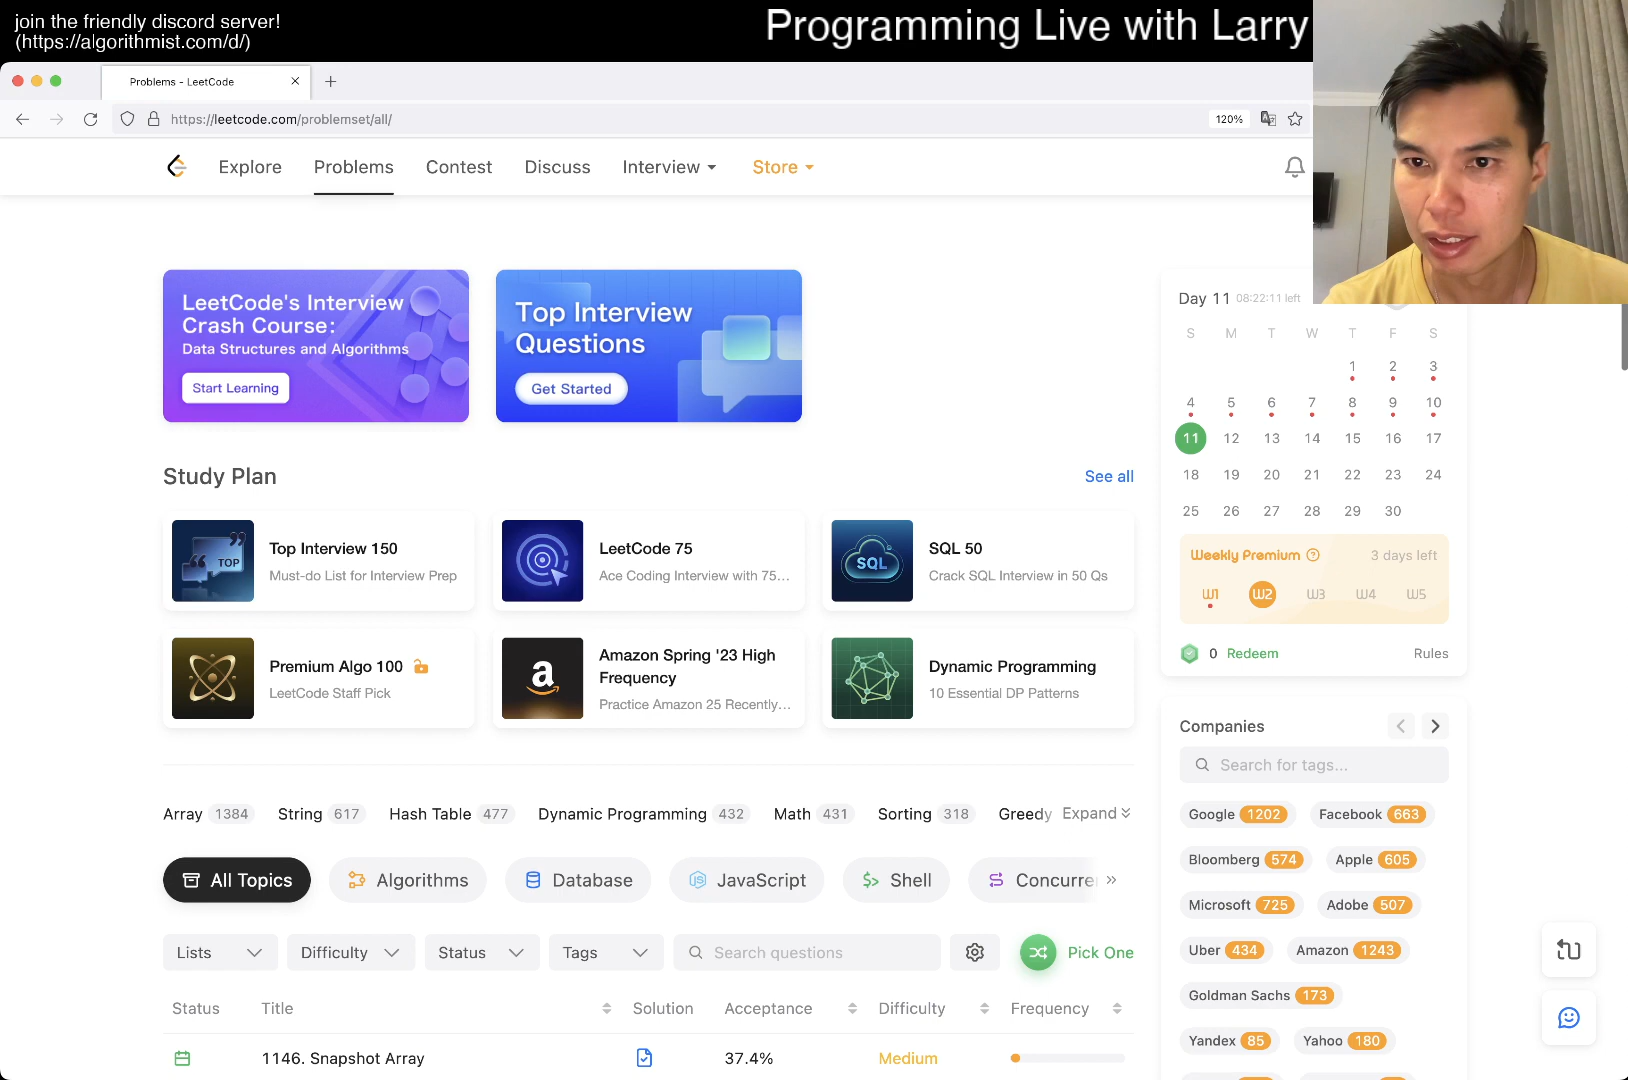 join the friendly discord server!
(https://algorithmist.com/d/)
Programming Live with Larry
Problems - LeetCode
https://leetcode.com/problemset/all/
120%
Explore
Problems
Contest
Discuss
Interview
Store
LeetCode's Interview
Crash Course:
Data Structures and Algorithms
Start Learning
Top Interview
Questions
Get Started
Day 11 08:22:11 left
S M T W T F S
1 2 3
4 5 6 7 8 9 10
11 12 13 14 15 16 17
18 19 20 21 22 23 24
25 26 27 28 29 30
Weekly Premium
3 days left
W1 W2 W3 W4 W5
0 Redeem
Rules
Study Plan
See all
TOP
Top Interview 150
Must-do List for Interview Prep
LeetCode 75
Ace Coding Interview with 75...
SQL
SQL 50
Crack SQL Interview in 50 Qs
Premium Algo 100
LeetCode Staff Pick
a
Amazon Spring '23 High
Frequency
Practice Amazon 25 Recently...
Dynamic Programming
10 Essential DP Patterns
Array 1384
String 617
Hash Table 477
Dynamic Programming 432
Math 431
Sorting 318
Greedy
Expand
All Topics
Algorithms
Database
JavaScript
Shell
Concurre
Lists
Difficulty
Status
Tags
Search questions
Pick One
Status
Title
Solution
Acceptance
Difficulty
Frequency
1146. Snapshot Array
37.4%
Medium
Companies
Search for tags...
Google 1202
Facebook 663
Bloomberg 574
Apple 605
Microsoft 725
Adobe 507
Uber 434
Amazon 1243
Goldman Sachs 173
Yandex 85
Yahoo 180